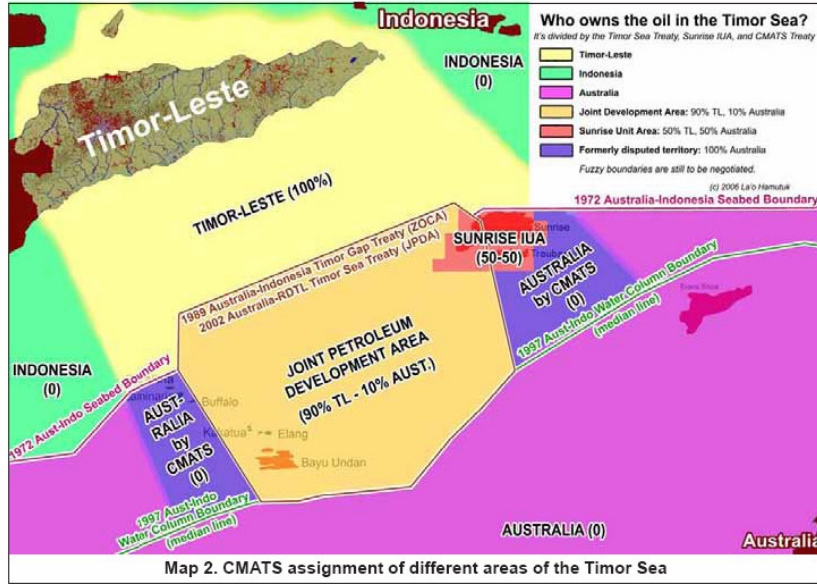 Indonesia
Who owns the oil in the Timor Sea?
It's divided by the Timor Sea Treaty, Sunrise IUA, and CMATS Treaty
Timor-Leste
Indonesia
Australia
Joint Development Area: 90% TL, 10% Australia
Sunrise Unit Area: 50% TL, 50% Australia
Formerly disputed territory: 100% Australia
Fuzzy boundaries are still to be negotiated.
(c) 2006 La'o Hamutuk
INDONESIA
(0)
Timor-Leste
1972 Australia-Indonesia Seabed Boundary
TIMOR-LESTE (100%)
1989 Australia-Indonesia Timor Gap Treaty (ZOCA)
2002 Australia-RDTL Timor Sea Treaty (JPDA)
Sunrise
SUNRISE IUA
(50-50)
AUSTRALIA
by CMATS
(0)
1997 Aust-Indo Water Column Boundary
(median line)
JOINT PETROLEUM
DEVELOPMENT AREA
(90% TL - 10% AUST.)
INDONESIA
(0)
1972 Aust-Indo Seabed Boundary
AUST-
RALIA
by
CMATS
(0)
Buffalo
Elang
Bayu Undan
1997 Aust-Indo
Water Column Boundary
(median line)
AUSTRALIA (0)
Australia
Map 2. CMATS assignment of different areas of the Timor Sea